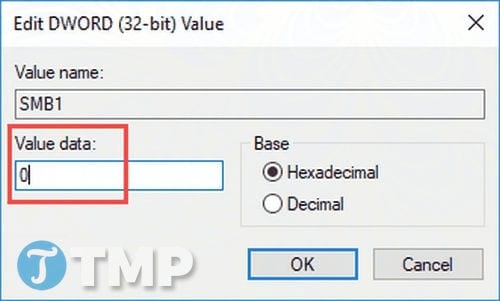 Edit DWORD (32-bit) Value
Value name:
SMB1
Value data:
0
Base
Hexadecimal
Decimal
OK
Cancel
T TMP